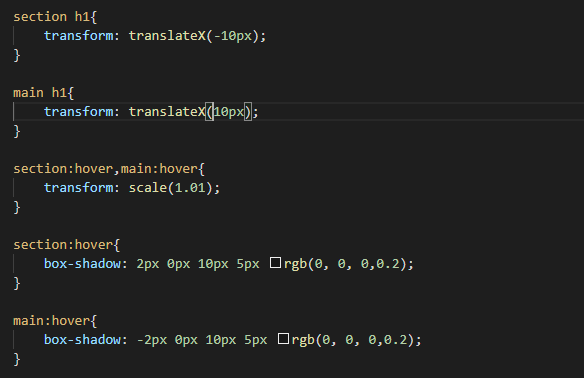 section h1{
    transform: translateX(-10px);
}
main h1{
    transform: translateX(10px);
}
section:hover,main:hover{
    transform: scale(1.01);
}
section:hover{
    box-shadow: 2px 0px 10px 5px rgb(0, 0, 0,0.2);
}
main:hover{
    box-shadow: -2px 0px 10px 5px rgb(0, 0, 0,0.2);
}